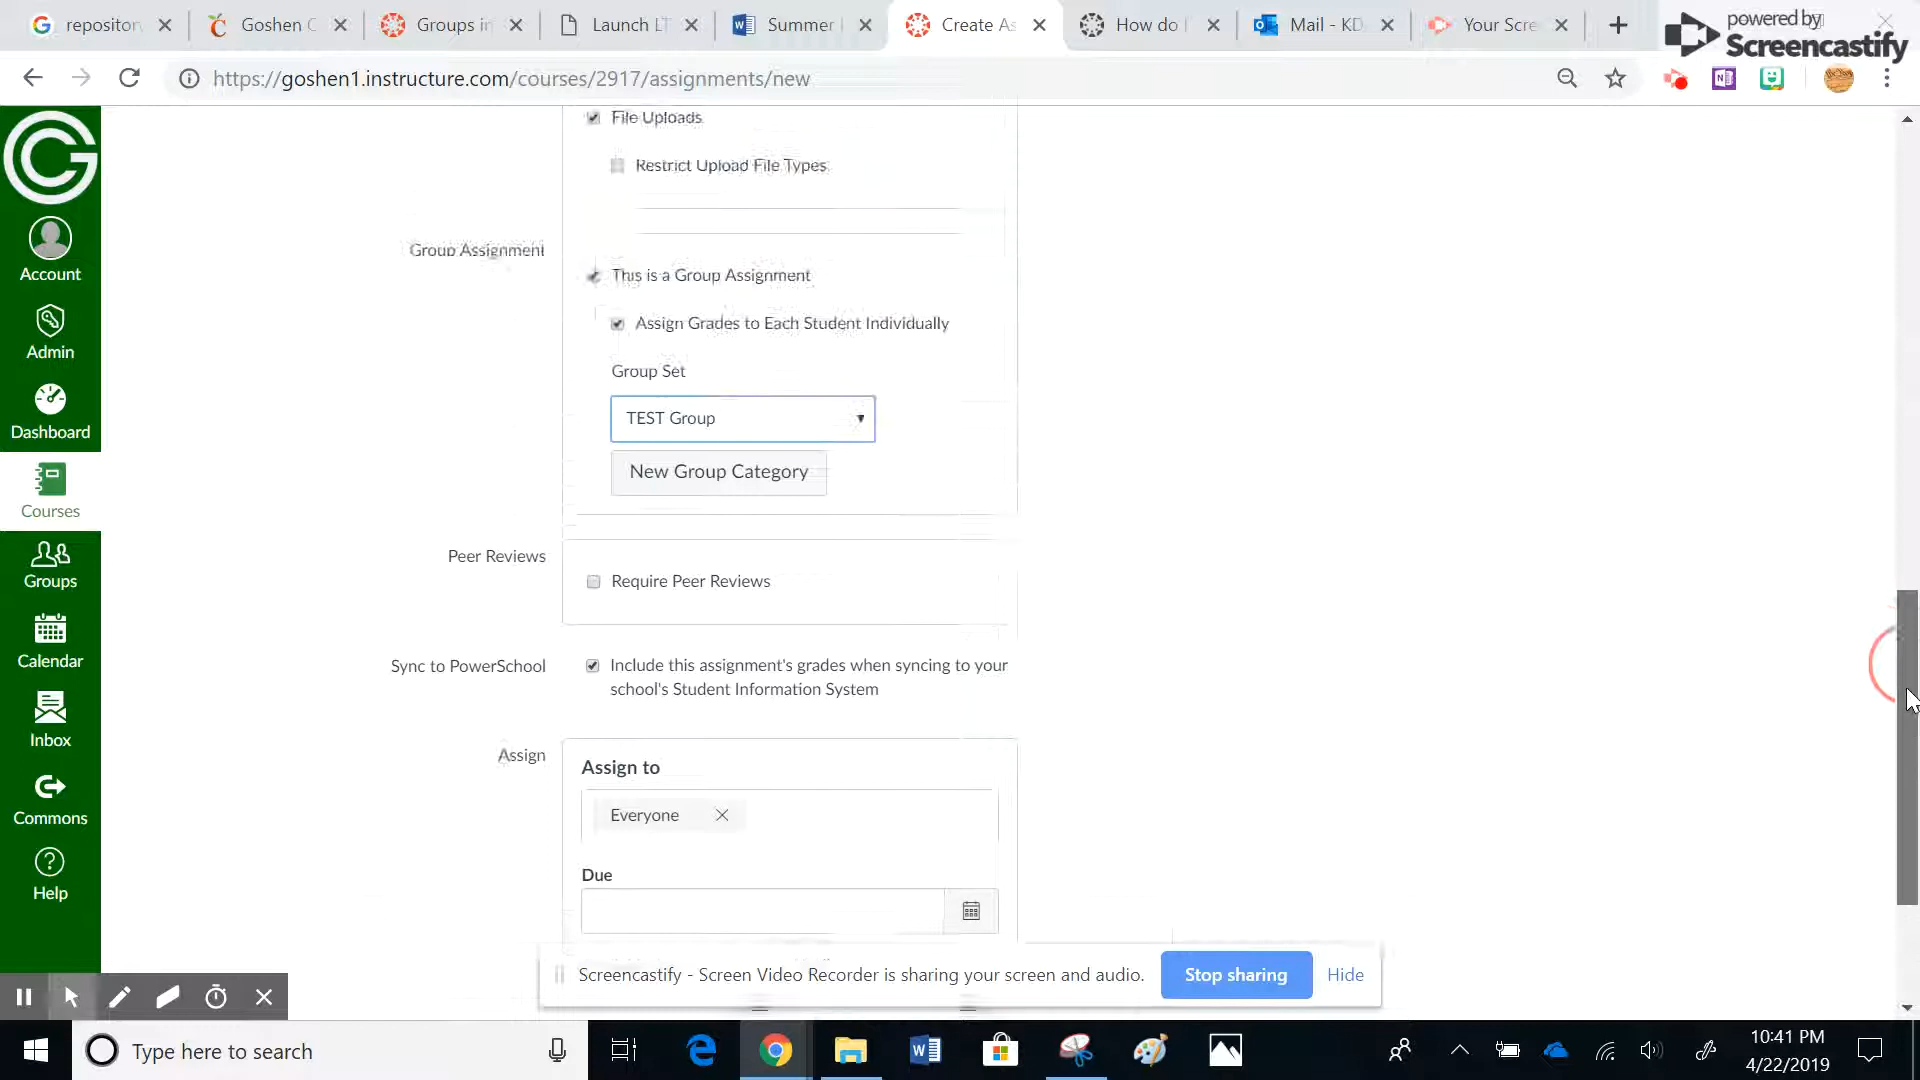 repositor
Goshen C
Groups in
Launch LT
Summer
Create As
How do
Mail - KD
Your Scre
powered by
Screencastify
https://goshen1.instructure.com/courses/2917/assignments/new
File Uploads
Restrict Upload File Types
Group Assignment
This is a Group Assignment
Assign Grades to Each Student Individually
Group Set
TEST Group
New Group Category
Peer Reviews
Require Peer Reviews
Sync to PowerSchool
Include this assignment's grades when syncing to your
school's Student Information System
Assign
Assign to
Everyone
Due
Account
Admin
Dashboard
Courses
Groups
Calendar
Inbox
Commons
Help
Screencastify - Screen Video Recorder is sharing your screen and audio.
Stop sharing
Hide
Type here to search
10:41 PM
4/22/2019